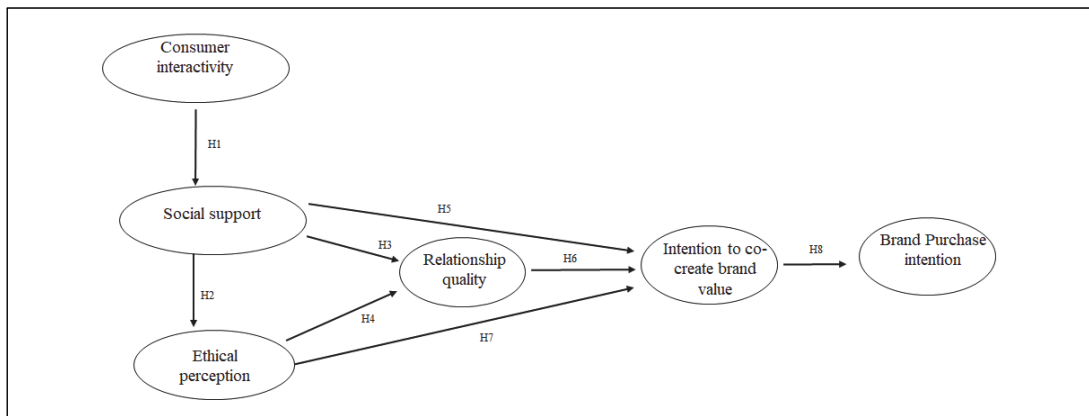 Consumer
interactivity
H1
Social support
H5
H3
H2
Relationship
quality
H6
Intention to co-
create brand
value
H8
Brand Purchase
intention
H4
H7
Ethical
perception